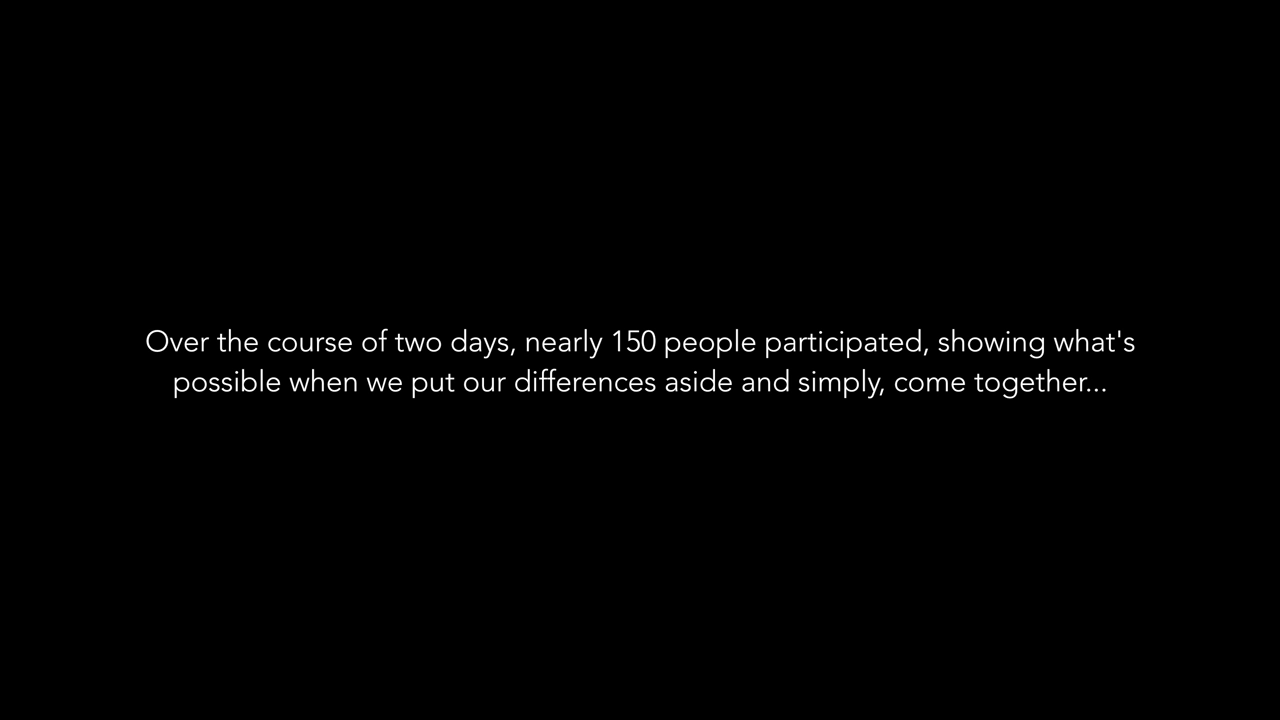 Over the course of two days, nearly 150 people participated, showing what's
possible when we put our differences aside and simply, come together...